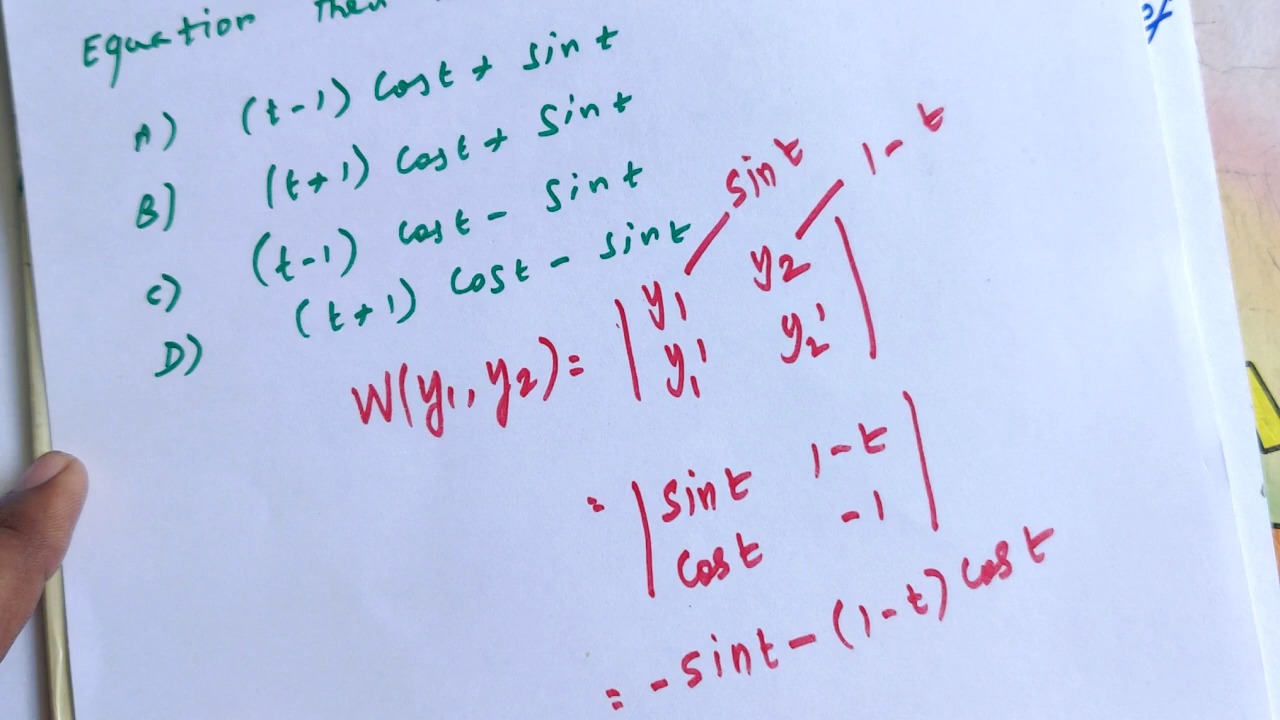 Equation then
A) (t-1) cost + sint
B) (t+1) cost + sint
C) (t-1) cost - sint
D) (t+1) cost - sint
sint 1-t
W(y1, y2) = | y1 y2 |
| y1' y2' |
= | sint 1-t |
| cost -1 |
= -sint - (1-t) cost